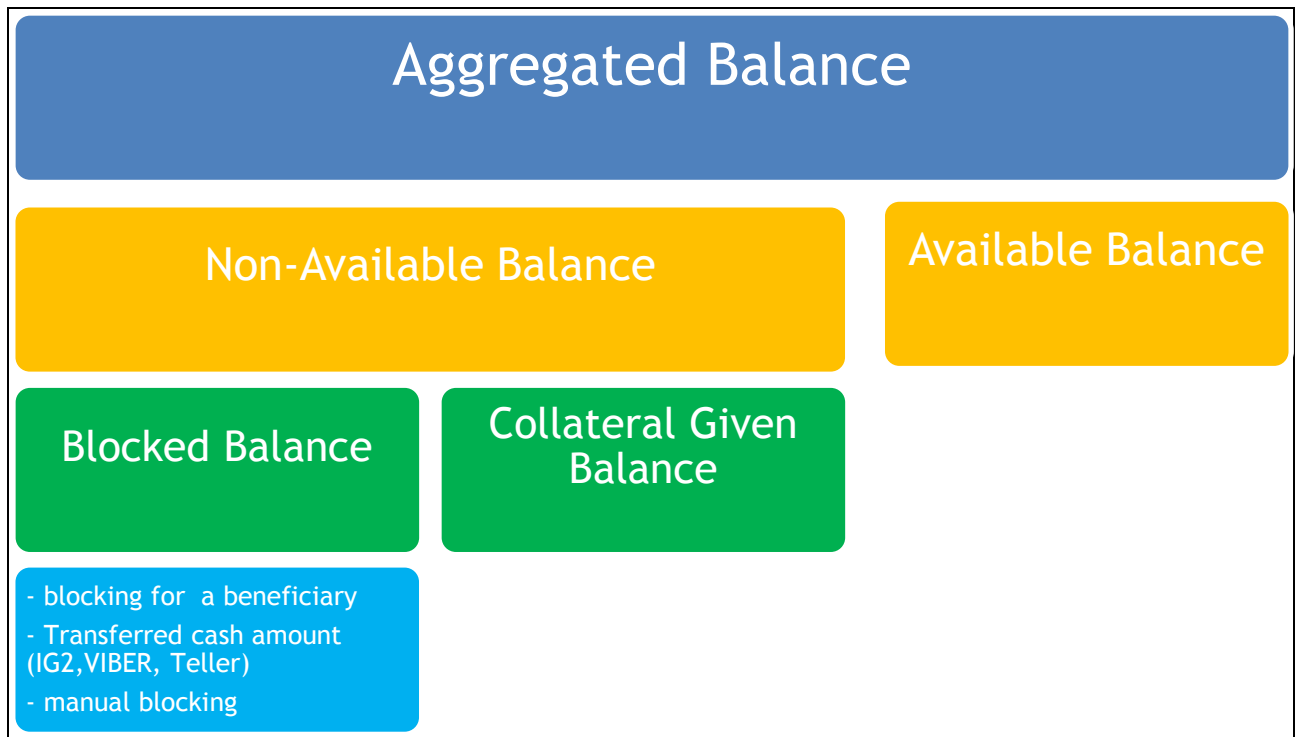 Aggregated Balance
Non-Available Balance
Available Balance
Blocked Balance
Collateral Given
Balance
- blocking for  a beneficiary
- Transferred cash amount
(IG2,VIBER, Teller)
- manual blocking